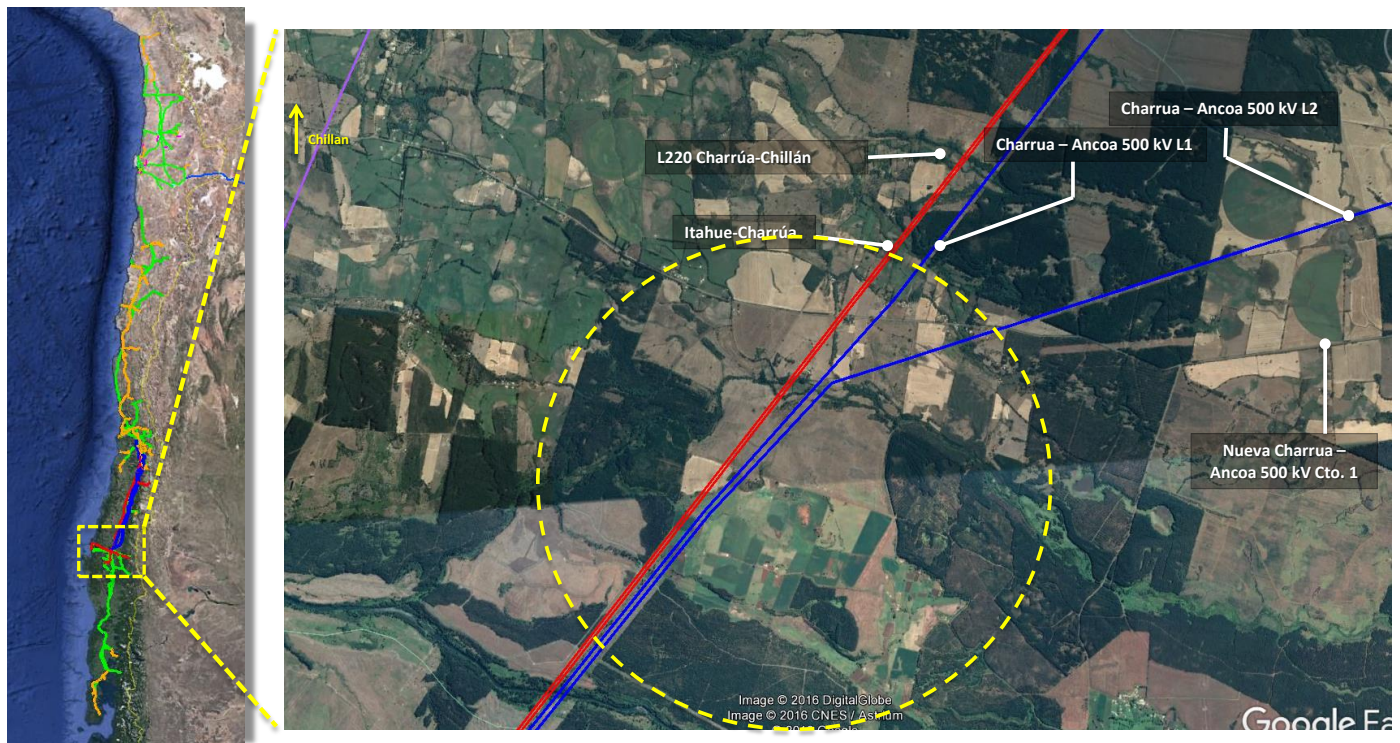 Charrua – Ancoa 500 kV L2
Chillan
Charrua – Ancoa 500 kV L1
L220 Charrúa-Chillán
Itahue-Charrúa
Nueva Charrua –
Ancoa 500 kV Cto. 1
Image © 2016 DigitalGlobe
Image © 2016 CNES / Astrium
Google Ea